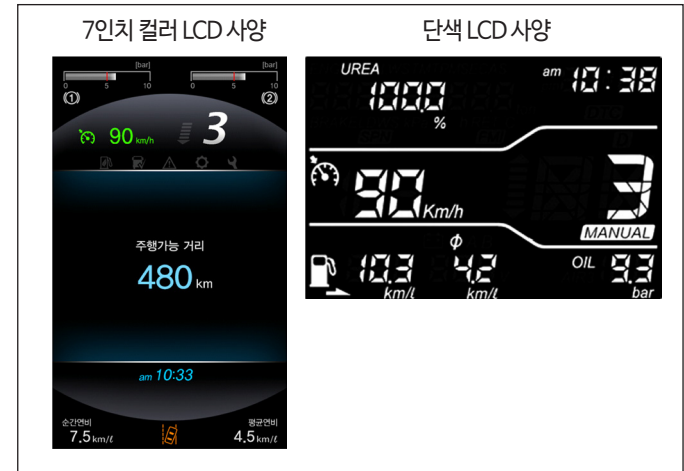 7인치 컬러 LCD 사양
[bar] [bar]
0 5 10 0 5 10
(1) (2)
90 km/h 3
주행가능 거리
480 km
am 10:33
순간연비 평균연비
7.5 km/ℓ 4.5 km/ℓ
단색 LCD 사양
UREA am 10:38
100.0
%
90 Km/h 3
MANUAL
Φ
10.3 4.2 OIL 9.3
km/ℓ km/ℓ bar